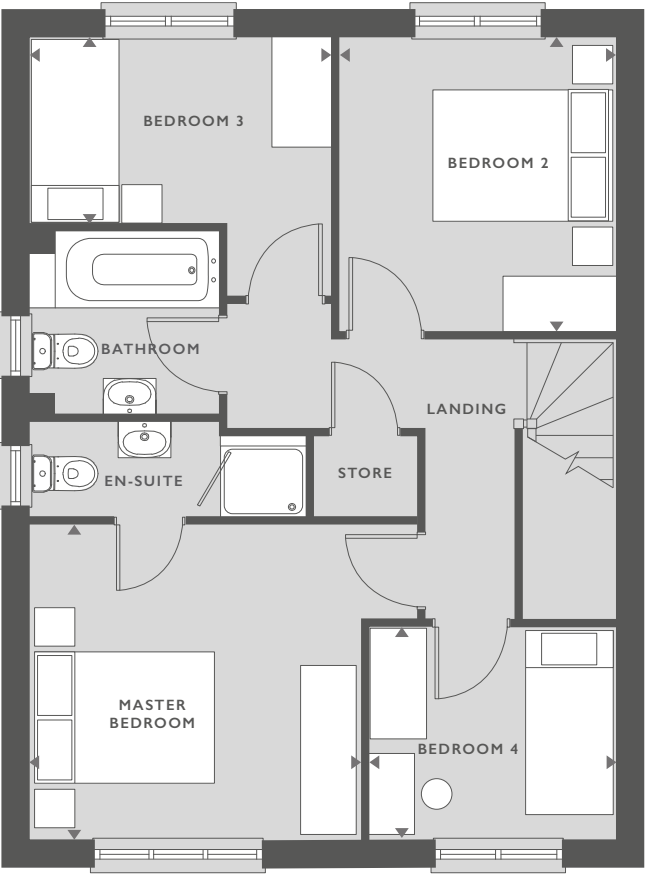 BEDROOM 3
BEDROOM 2
BATHROOM
LANDING
STORE
EN-SUITE
MASTER
BEDROOM
BEDROOM 4